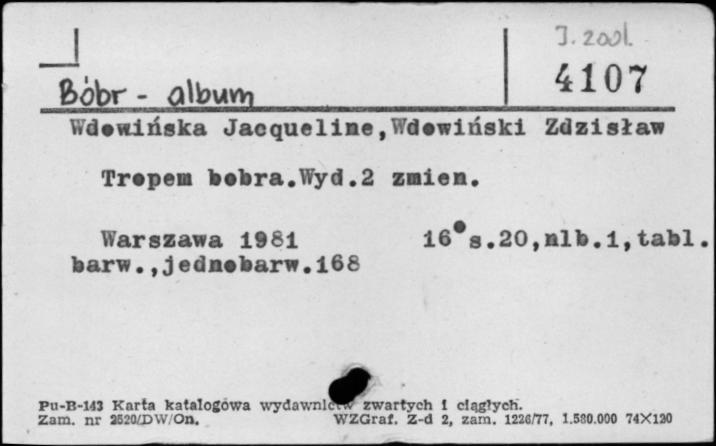 J. zool.
4107
Bóbr - album
Wdowińska Jacqueline,Wdowiński Zdzisław
Tropem bobra.Wyd.2 zmien.
Warszawa 1981 16°s.20,nlb.1,tabl.
barw.,jednobarw.168
Pu-B-143 Karta katalogowa wydawnictw zwartych i ciągłych.
Zam. nr 2520/DW/On. WZGraf. Z-d 2, zam. 1226/77, 1.580.000 74X120